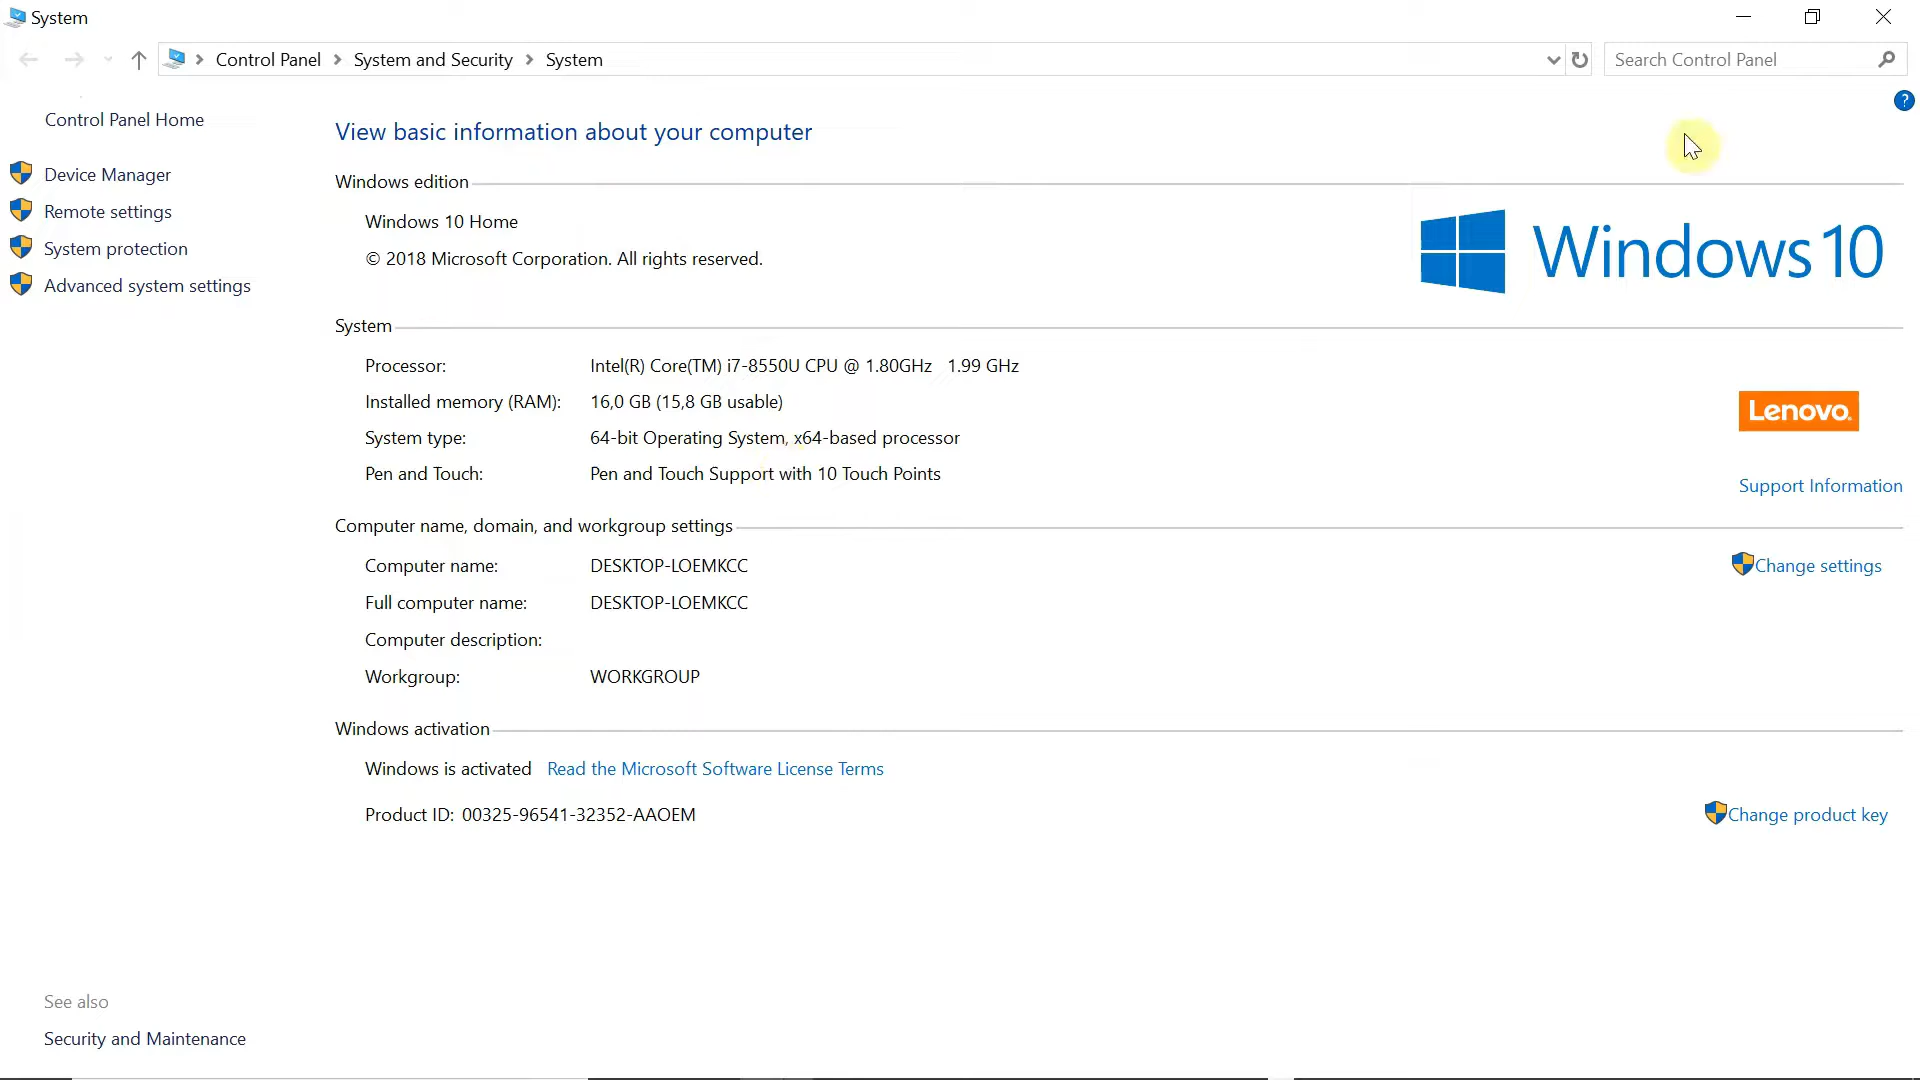 System
Control Panel > System and Security > System
Search Control Panel
?
Control Panel Home
Device Manager
Remote settings
System protection
Advanced system settings
View basic information about your computer
Windows edition
Windows 10 Home
© 2018 Microsoft Corporation. All rights reserved.
Windows 10
System
Processor: Intel(R) Core(TM) i7-8550U CPU @ 1.80GHz 1.99 GHz
Installed memory (RAM): 16,0 GB (15,8 GB usable)
System type: 64-bit Operating System, x64-based processor
Pen and Touch: Pen and Touch Support with 10 Touch Points
Lenovo.
Support Information
Computer name, domain, and workgroup settings
Computer name: DESKTOP-LOEMKCC
Change settings
Full computer name: DESKTOP-LOEMKCC
Computer description:
Workgroup: WORKGROUP
Windows activation
Windows is activated Read the Microsoft Software License Terms
Product ID: 00325-96541-32352-AAOEM
Change product key
See also
Security and Maintenance